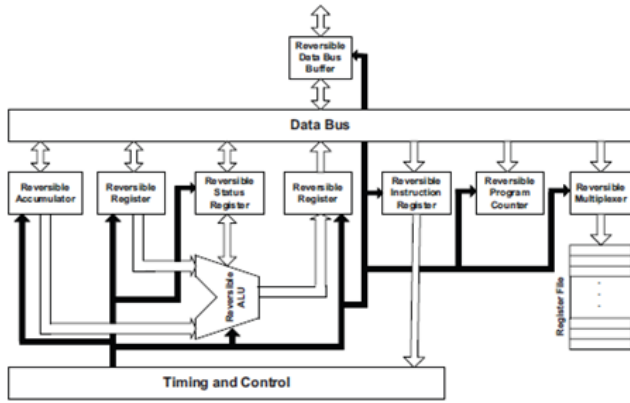 Reversible
Data Bus
Buffer
Data Bus
Reversible
Accumulator
Reversible
Register
Reversible
Status
Register
Reversible
Register
Reversible
Instruction
Register
Reversible
Program
Counter
Reversible
Multiplexer
Reversible
ALU
Register File
Timing and Control